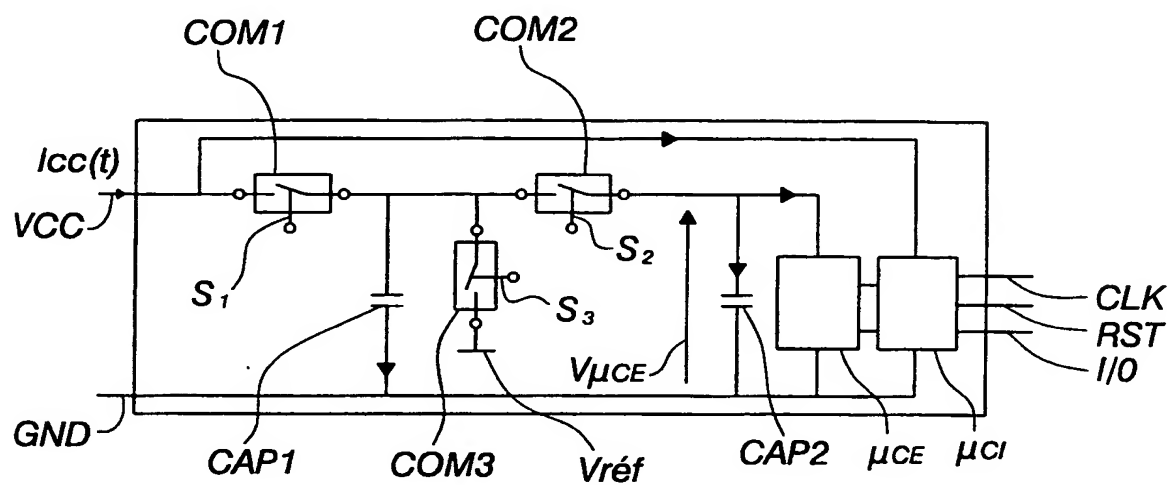 COM1
COM2
Icc(t)
VCC
S1
S2
S3
CLK
RST
I/0
VμCE
GND
CAP1
COM3
Vréf
CAP2
μCE
μCI